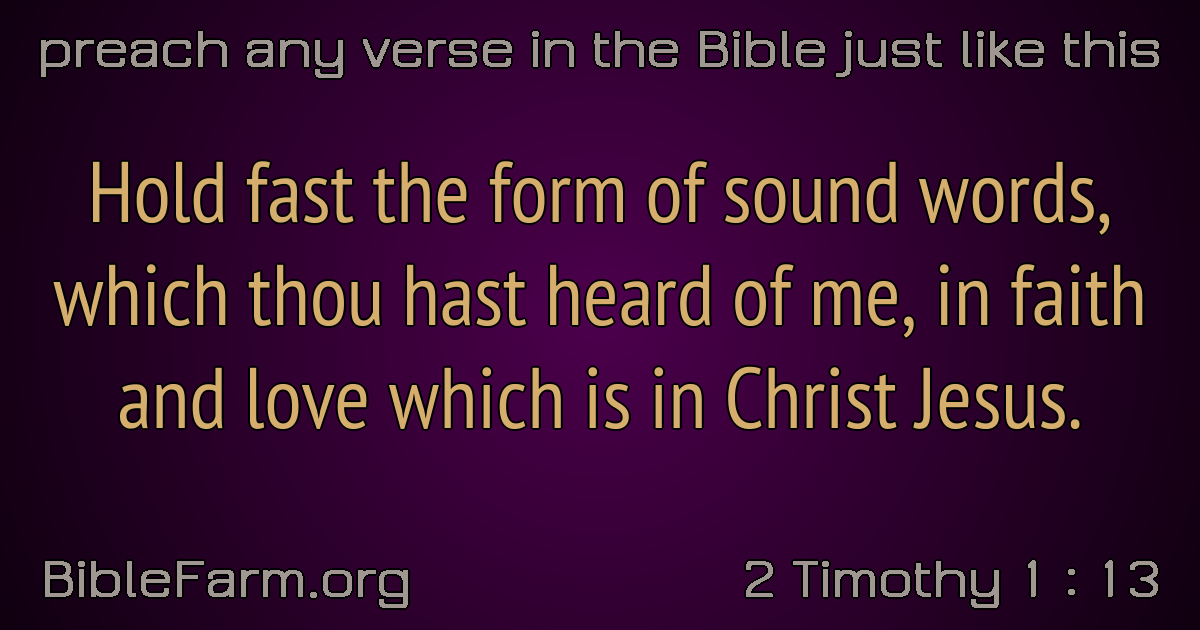 preach any verse in the Bible just like this
Hold fast the form of sound words,
which thou hast heard of me, in faith
and love which is in Christ Jesus.
BibleFarm.org
2 Timothy 1 : 13